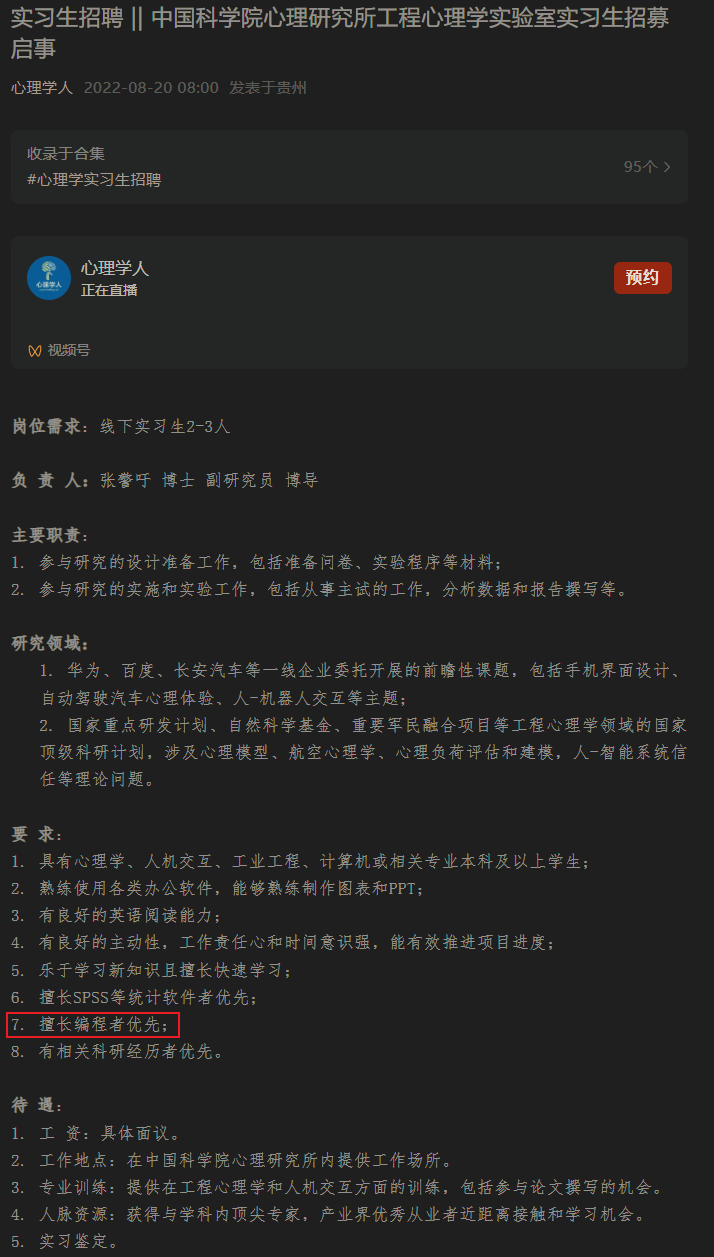 实习生招聘 || 中国科学院心理研究所工程心理学实验室实习生招募
启事
心理学人 2022-08-20 08:00 发表于贵州
收录于合集
#心理学实习生招聘
95个
心理学人
心理学人
正在直播
预约
视频号
岗位需求：线下实习生2-3人
负 责 人：张警吁 博士 副研究员 博导
主要职责：
1. 参与研究的设计准备工作，包括准备问卷、实验程序等材料；
2. 参与研究的实施和实验工作，包括从事主试的工作，分析数据和报告撰写等。
研究领域：
1. 华为、百度、长安汽车等一线企业委托开展的前瞻性课题，包括手机界面设计、
自动驾驶汽车心理体验、人-机器人交互等主题；
2. 国家重点研发计划、自然科学基金、重要军民融合项目等工程心理学领域的国家
顶级科研计划，涉及心理模型、航空心理学、心理负荷评估和建模，人-智能系统信
任等理论问题。
要 求：
1. 具有心理学、人机交互、工业工程、计算机或相关专业本科及以上学生；
2. 熟练使用各类办公软件，能够熟练制作图表和PPT；
3. 有良好的英语阅读能力；
4. 有良好的主动性，工作责任心和时间意识强，能有效推进项目进度；
5. 乐于学习新知识且擅长快速学习；
6. 擅长SPSS等统计软件者优先；
7. 擅长编程者优先；
8. 有相关科研经历者优先。
待 遇：
1. 工 资：具体面议。
2. 工作地点：在中国科学院心理研究所内提供工作场所。
3. 专业训练：提供在工程心理学和人机交互方面的训练，包括参与论文撰写的机会。
4. 人脉资源：获得与学科内顶尖专家，产业界优秀从业者近距离接触和学习机会。
5. 实习鉴定。